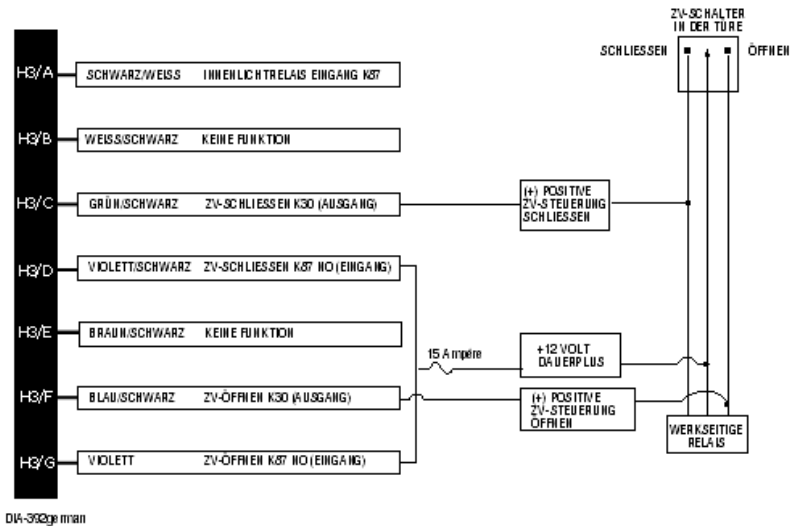 ZV-SCHALTER
IN DER TÜRE
SCHLIESSEN
ÖFFNEN
H3/A
SCHWARZ/WEISS INNENLICHTRELAIS EINGANG K87
H3/B
WEISS/SCHWARZ KEINE FUNKTION
H3/C
GRÜN/SCHWARZ ZV-SCHLIESSEN K30 (AUSGANG)
(+) POSITIVE
ZV-STEUERUNG
SCHLIESSEN
H3/D
VIOLETT/SCHWARZ ZV-SCHLIESSEN K87 NO (EINGANG)
H3/E
BRAUN/SCHWARZ KEINE FUNKTION
15 Ampére
+12 VOLT
DAUERPLUS
H3/F
BLAU/SCHWARZ ZV-ÖFFNEN K30 (AUSGANG)
(+) POSITIVE
ZV-STEUERUNG
ÖFFNEN
WERKSEITIGE
RELAIS
H3/G
VIOLETT ZV-ÖFFNEN K87 NO (EINGANG)
DIA-392german